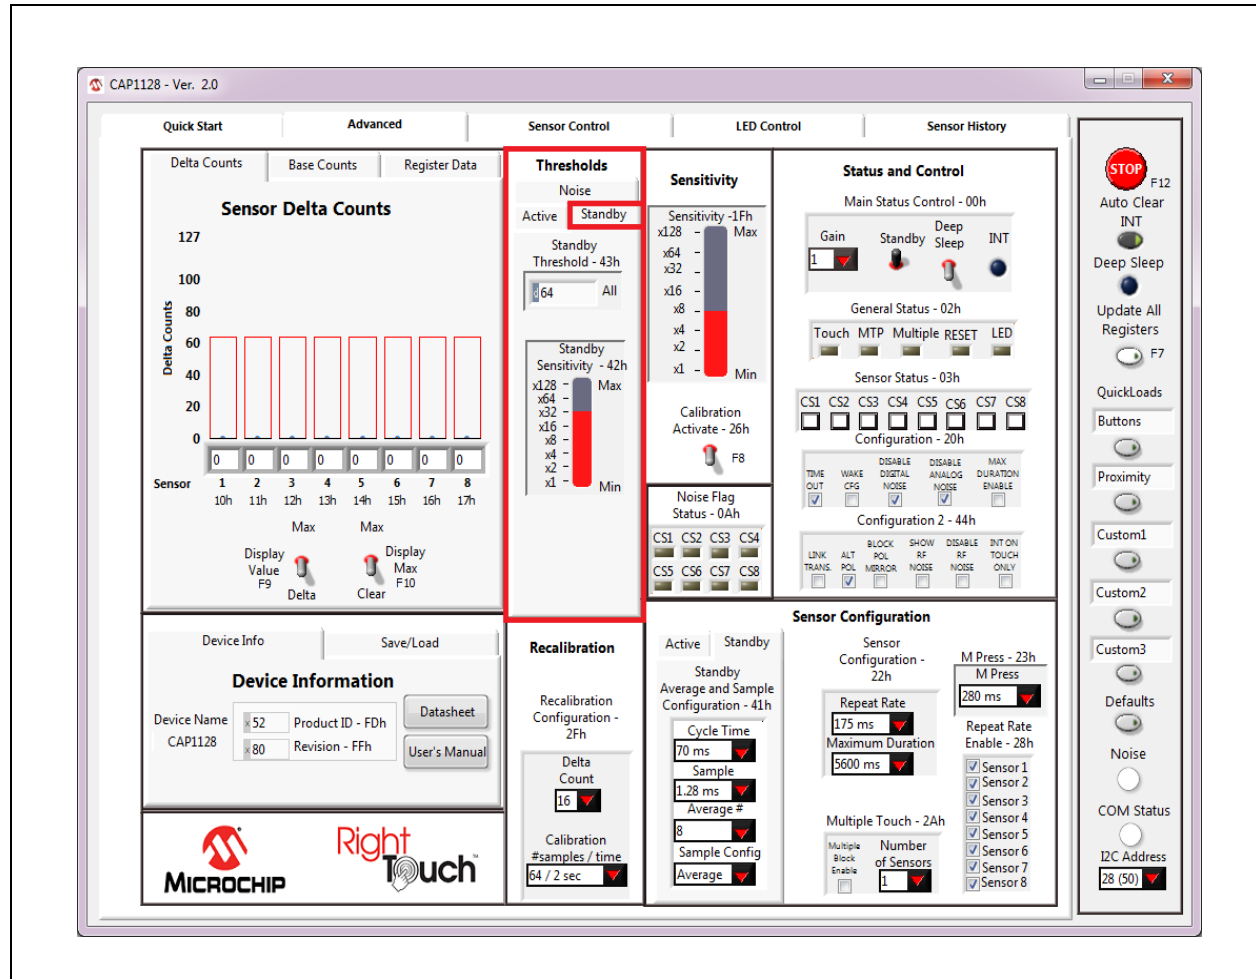 CAP1128 - Ver. 2.0
Quick Start
Advanced
Sensor Control
LED Control
Sensor History
Delta Counts
Base Counts
Register Data
Sensor Delta Counts
127
100
80
60
40
20
0
Delta Counts
0 0 0 0 0 0 0 0
Sensor 1 2 3 4 5 6 7 8
10h 11h 12h 13h 14h 15h 16h 17h
Max
Max
Display
Value
F9
Delta
Display
Max
F10
Clear
Thresholds
Noise
Active
Standby
Standby
Threshold - 43h
d 64
All
Standby
Sensitivity - 42h
x128
x64
x32
x16
x8
x4
x2
x1
Max
Min
Sensitivity
Sensitivity -1Fh
x128
x64
x32
x16
x8
x4
x2
x1
Max
Min
Calibration
Activate - 26h
F8
Noise Flag
Status - 0Ah
CS1 CS2 CS3 CS4
CS5 CS6 CS7 CS8
Status and Control
Main Status Control - 00h
Gain
1
Standby
Deep
Sleep
INT
General Status - 02h
Touch MTP Multiple RESET LED
Sensor Status - 03h
CS1 CS2 CS3 CS4 CS5 CS6 CS7 CS8
Configuration - 20h
TIME
OUT
WAKE
CFG
DISABLE
DIGITAL
NOISE
DISABLE
ANALOG
NOISE
MAX
DURATION
ENABLE
Configuration 2 - 44h
LINK
TRANS.
ALT
POL
BLOCK
POL
MIRROR
SHOW
RF
NOISE
DISABLE
RF
NOISE
INT ON
TOUCH
ONLY
Device Info
Save/Load
Device Information
Device Name
CAP1128
x 52
Product ID - FDh
x 80
Revision - FFh
Datasheet
User's Manual
MICROCHIP
Right
Touch™
Recalibration
Recalibration
Configuration -
2Fh
Delta
Count
16
Calibration
#samples / time
64 / 2 sec
Sensor Configuration
Active
Standby
Standby
Average and Sample
Configuration - 41h
Cycle Time
70 ms
Sample
1.28 ms
Average #
8
Sample Config
Average
Sensor
Configuration -
22h
Repeat Rate
175 ms
Maximum Duration
5600 ms
Multiple Touch - 2Ah
Multiple
Block
Enable
Number
of Sensors
1
M Press - 23h
M Press
280 ms
Repeat Rate
Enable - 28h
Sensor 1
Sensor 2
Sensor 3
Sensor 4
Sensor 5
Sensor 6
Sensor 7
Sensor 8
STOP
F12
Auto Clear
INT
Deep Sleep
Update All
Registers
F7
QuickLoads
Buttons
Proximity
Custom1
Custom2
Custom3
Defaults
Noise
COM Status
I2C Address
28 (50)